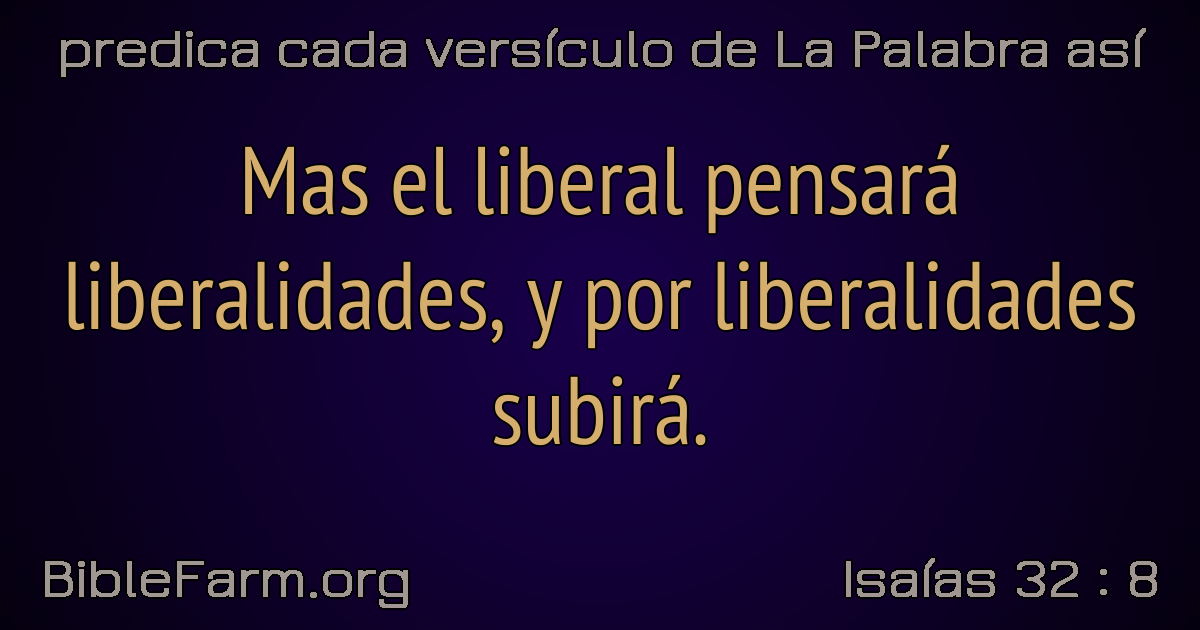 predica cada versículo de La Palabra así
Mas el liberal pensará
liberalidades, y por liberalidades
subirá.
BibleFarm.org
Isaías 32 : 8